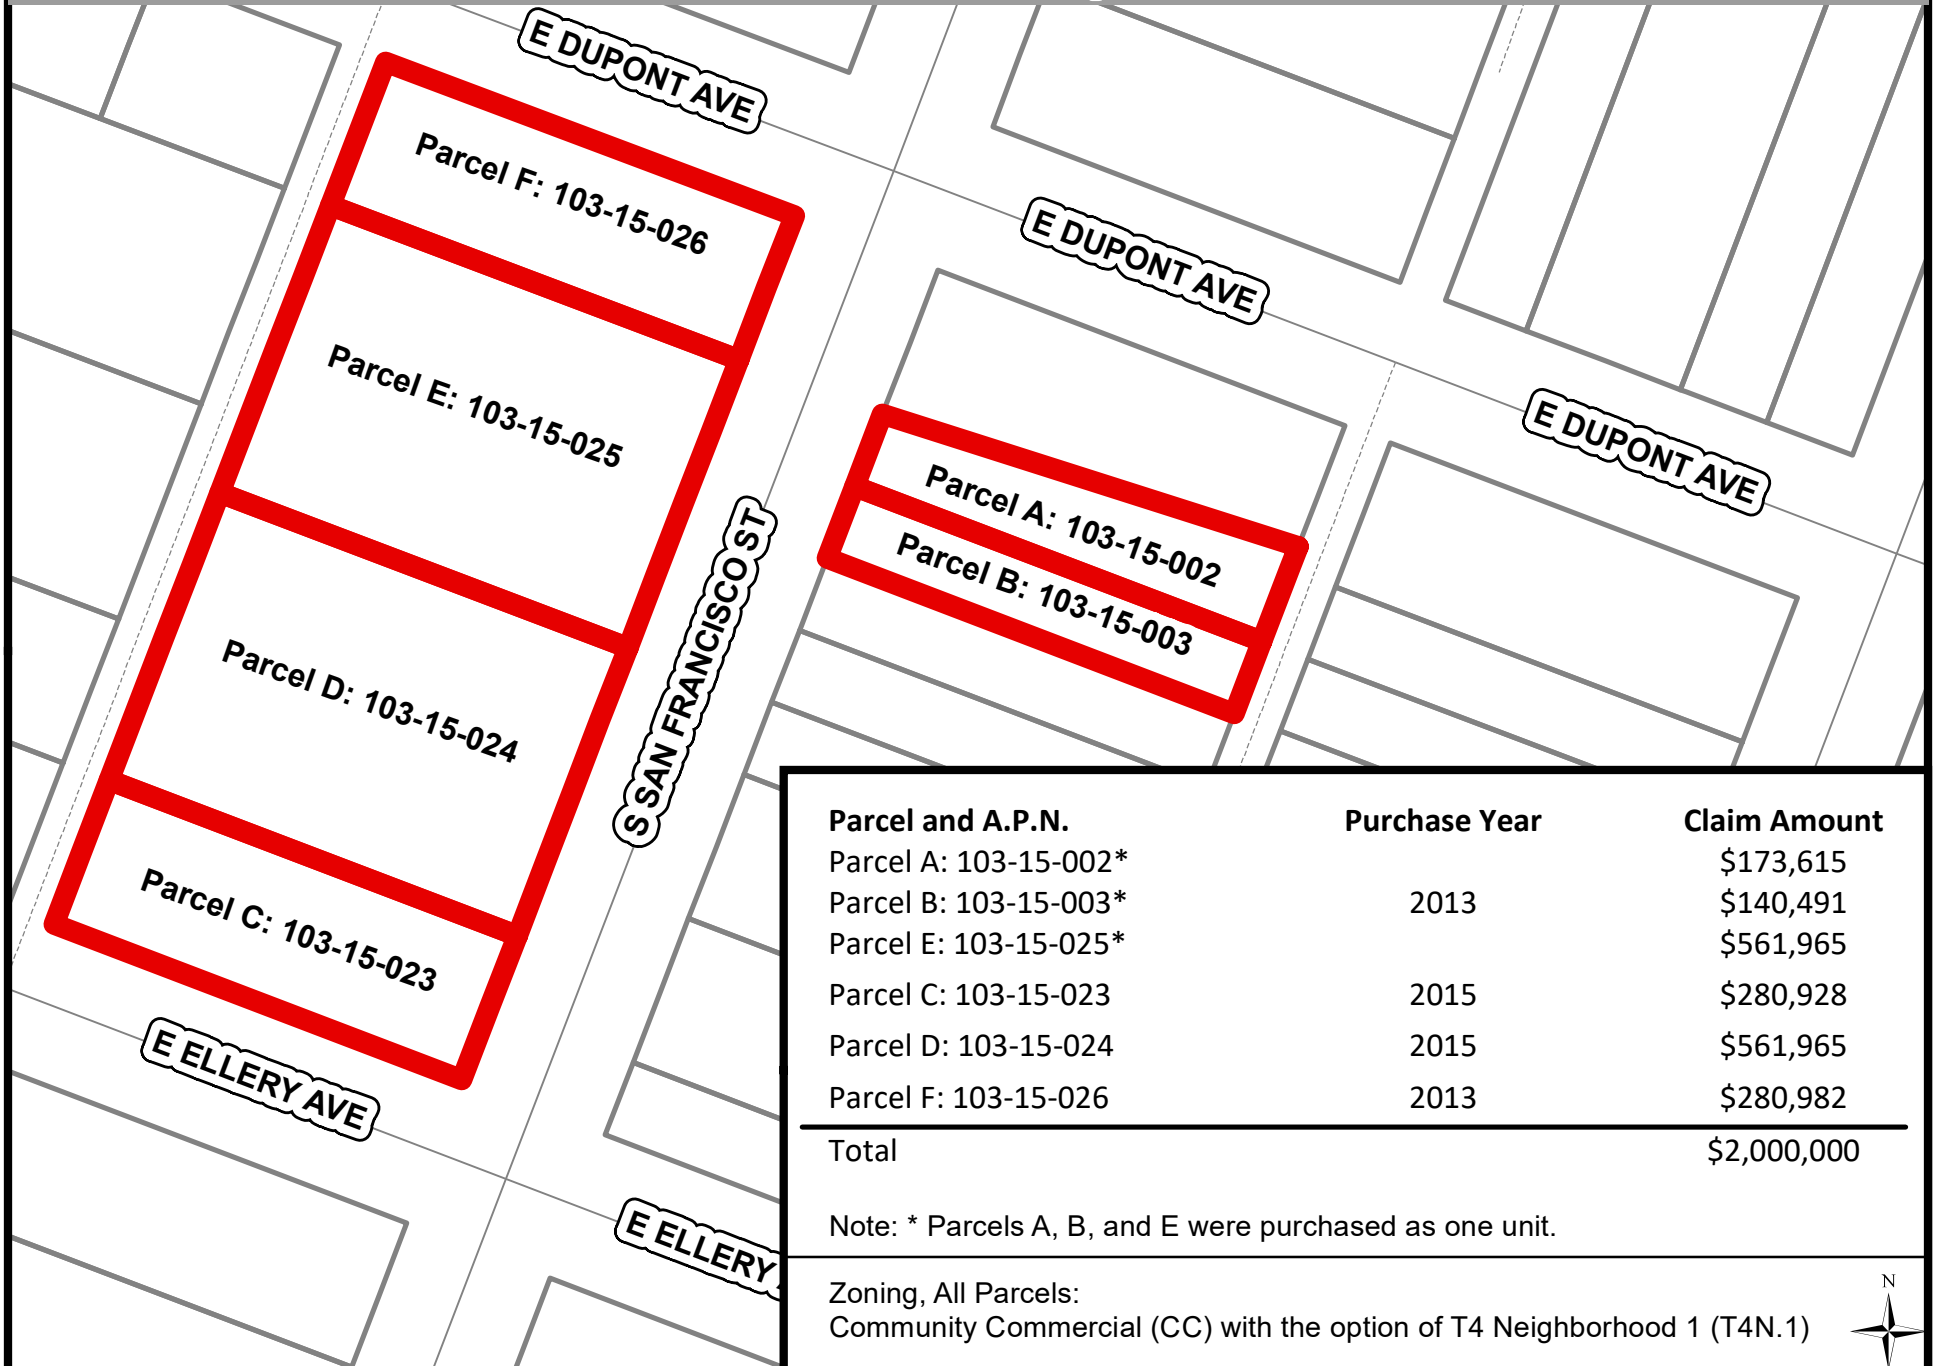 E DUPONT AVE
Parcel F: 103-15-026
E DUPONT AVE
Parcel E: 103-15-025
E DUPONT AVE
Parcel A: 103-15-002
Parcel B: 103-15-003
S SAN FRANCISCO ST
Parcel D: 103-15-024
Parcel C: 103-15-023
E ELLERY AVE
E ELLERY
Parcel and A.P.N. Purchase Year Claim Amount
Parcel A: 103-15-002* $173,615
Parcel B: 103-15-003* 2013 $140,491
Parcel E: 103-15-025* $561,965
Parcel C: 103-15-023 2015 $280,928
Parcel D: 103-15-024 2015 $561,965
Parcel F: 103-15-026 2013 $280,982
Total $2,000,000
Note: * Parcels A, B, and E were purchased as one unit.
Zoning, All Parcels:
Community Commercial (CC) with the option of T4 Neighborhood 1 (T4N.1)
N